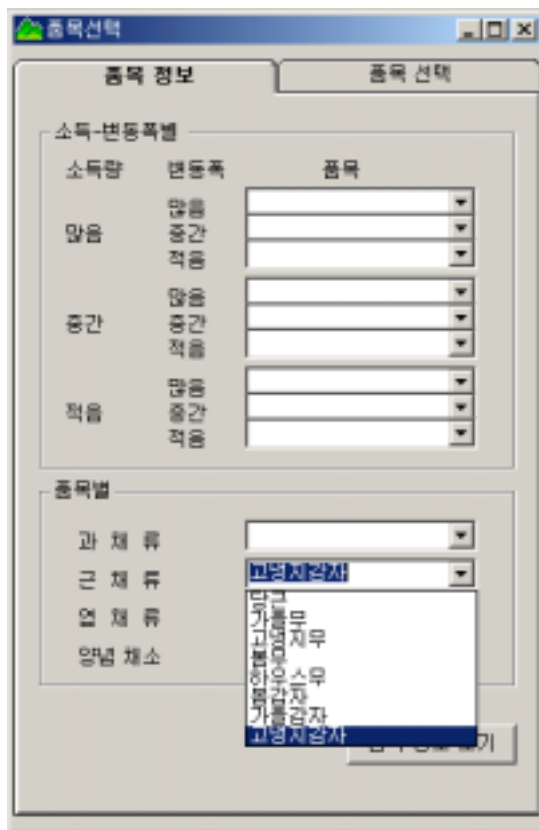 품목선택
품목 정보 품목 선택
소득-변동폭별
소득량 변동폭 품목
많음
많음 중간
적음
많음
중간 중간
적음
많음
적음 중간
적음
품목별
과 채 류
근 채 류 고령지감자
엽 채 류
양념 채소
당근
가을무
고령지무
봄무
하우스무
봄감자
가을감자
고령지감자